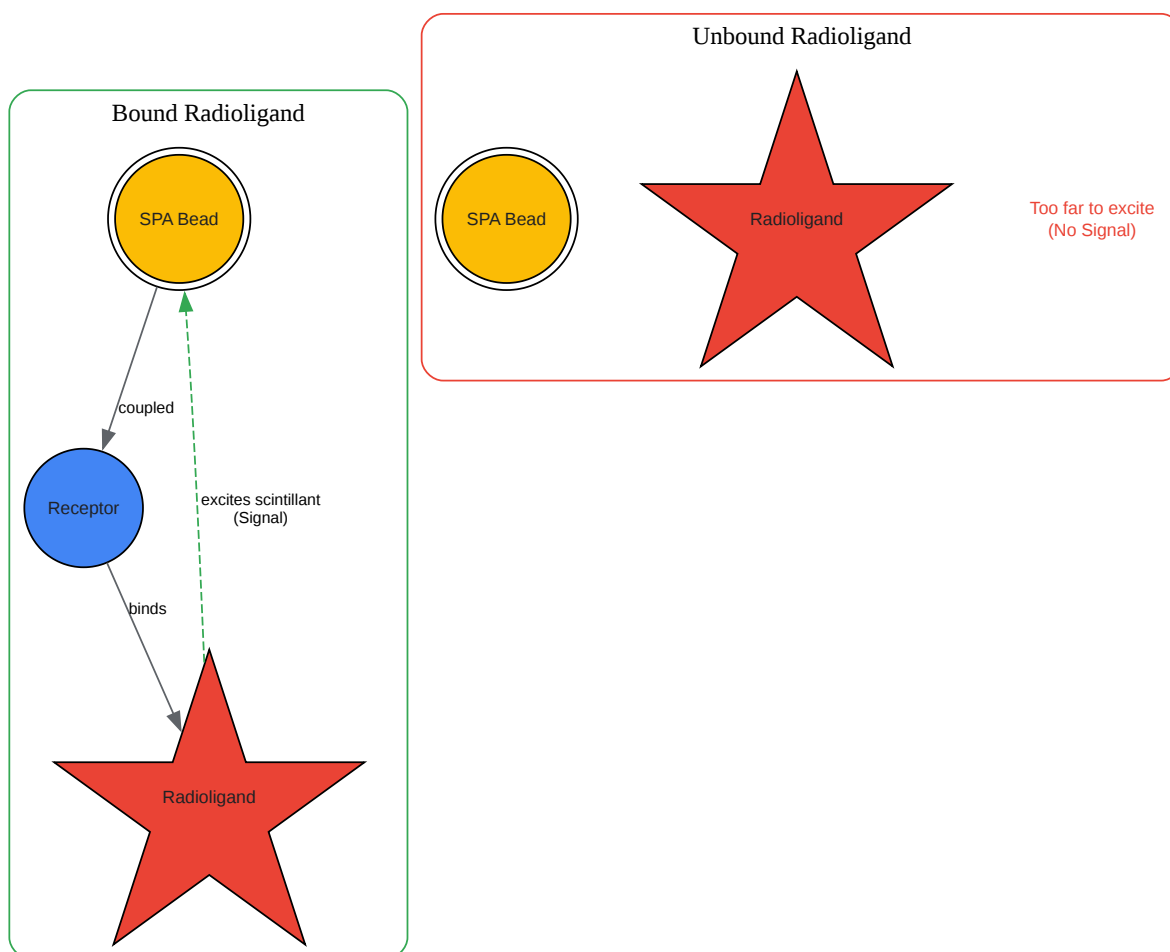 Bound Radioligand
SPA Bead
coupled
Receptor
excites scintillant
(Signal)
binds
Radioligand
Unbound Radioligand
SPA Bead
Radioligand
Too far to excite
(No Signal)